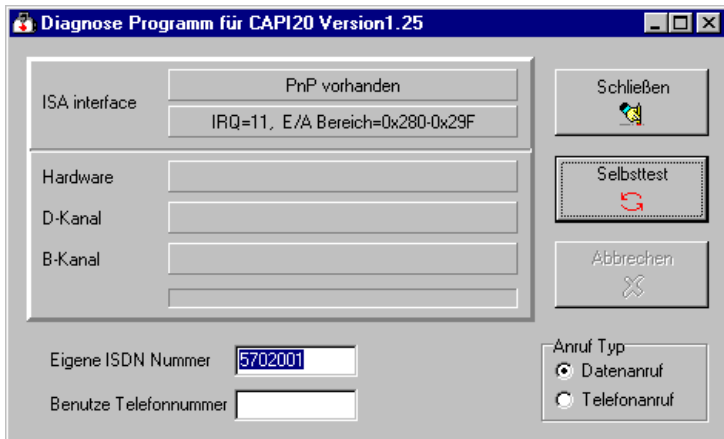 Diagnose Programm für CAPI20 Version1.25
ISA interface
PnP vorhanden
IRQ=11, E/A Bereich=0x280-0x29F
Hardware
D-Kanal
B-Kanal
Schließen
Selbsttest
Abbrechen
Eigene ISDN Nummer
5702001
Benutze Telefonnummer
Anruf Typ
Datenanruf
Telefonanruf